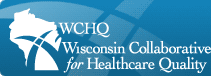 WCHQ
Wisconsin Collaborative
for Healthcare Quality